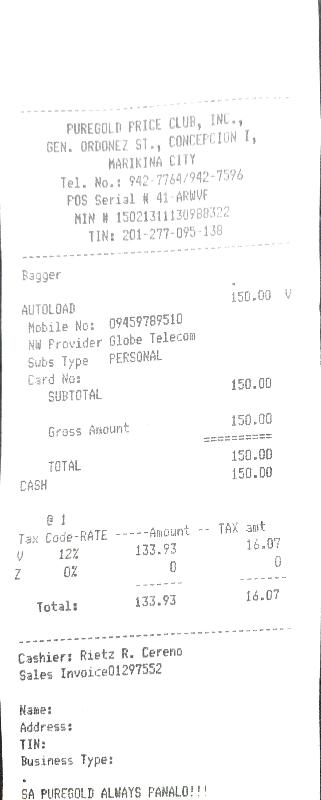 PUREGOLD PRICE CLUB, INC.,
GEN. ORDONEZ ST., CONCEPCION I,
MARIKINA CITY
Tel. No.: 942-7764/942-7596
POS Serial # 41-ARWVF
MIN # 15021311130988322
TIN: 201-277-095-138
Bagger
AUTOLOAD 150.00 V
Mobile No: 09459789510
NW Provider Globe Telecom
Subs Type PERSONAL
Card No:
SUBTOTAL 150.00
Gross Amount 150.00
==========
TOTAL 150.00
CASH 150.00
@ 1
Tax Code-RATE -----Amount -- TAX amt
V 12% 133.93 16.07
Z 0% 0 0
------- -------
Total: 133.93 16.07
Cashier: Rietz R. Cereno
Sales Invoice01297552
Name:
Address:
TIN:
Business Type:
.
SA PUREGOLD ALWAYS PANALO!!!